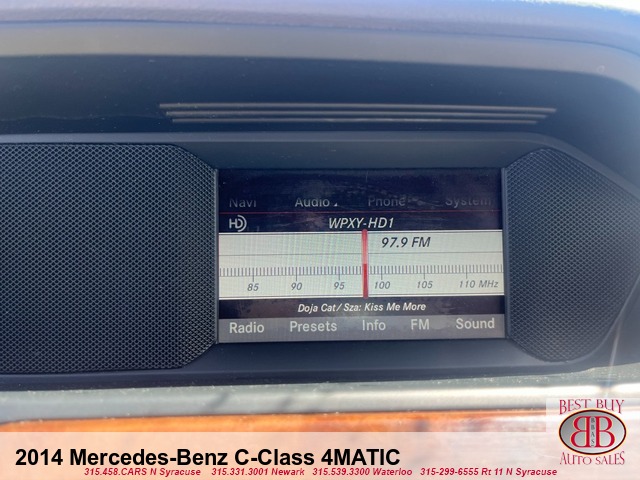 Navi Audio Phone System
HD WPXY-HD1
97.9 FM
85 90 95 100 105 110 MHz
Doja Cat/Sza: Kiss Me More
Radio Presets Info FM Sound
BEST BUY
BB
AUTO SALES
2014 Mercedes-Benz C-Class 4MATIC
315.458.CARS N Syracuse 315.331.3001 Newark 315.539.3300 Waterloo 315-299-6555 Rt 11 N Syracuse